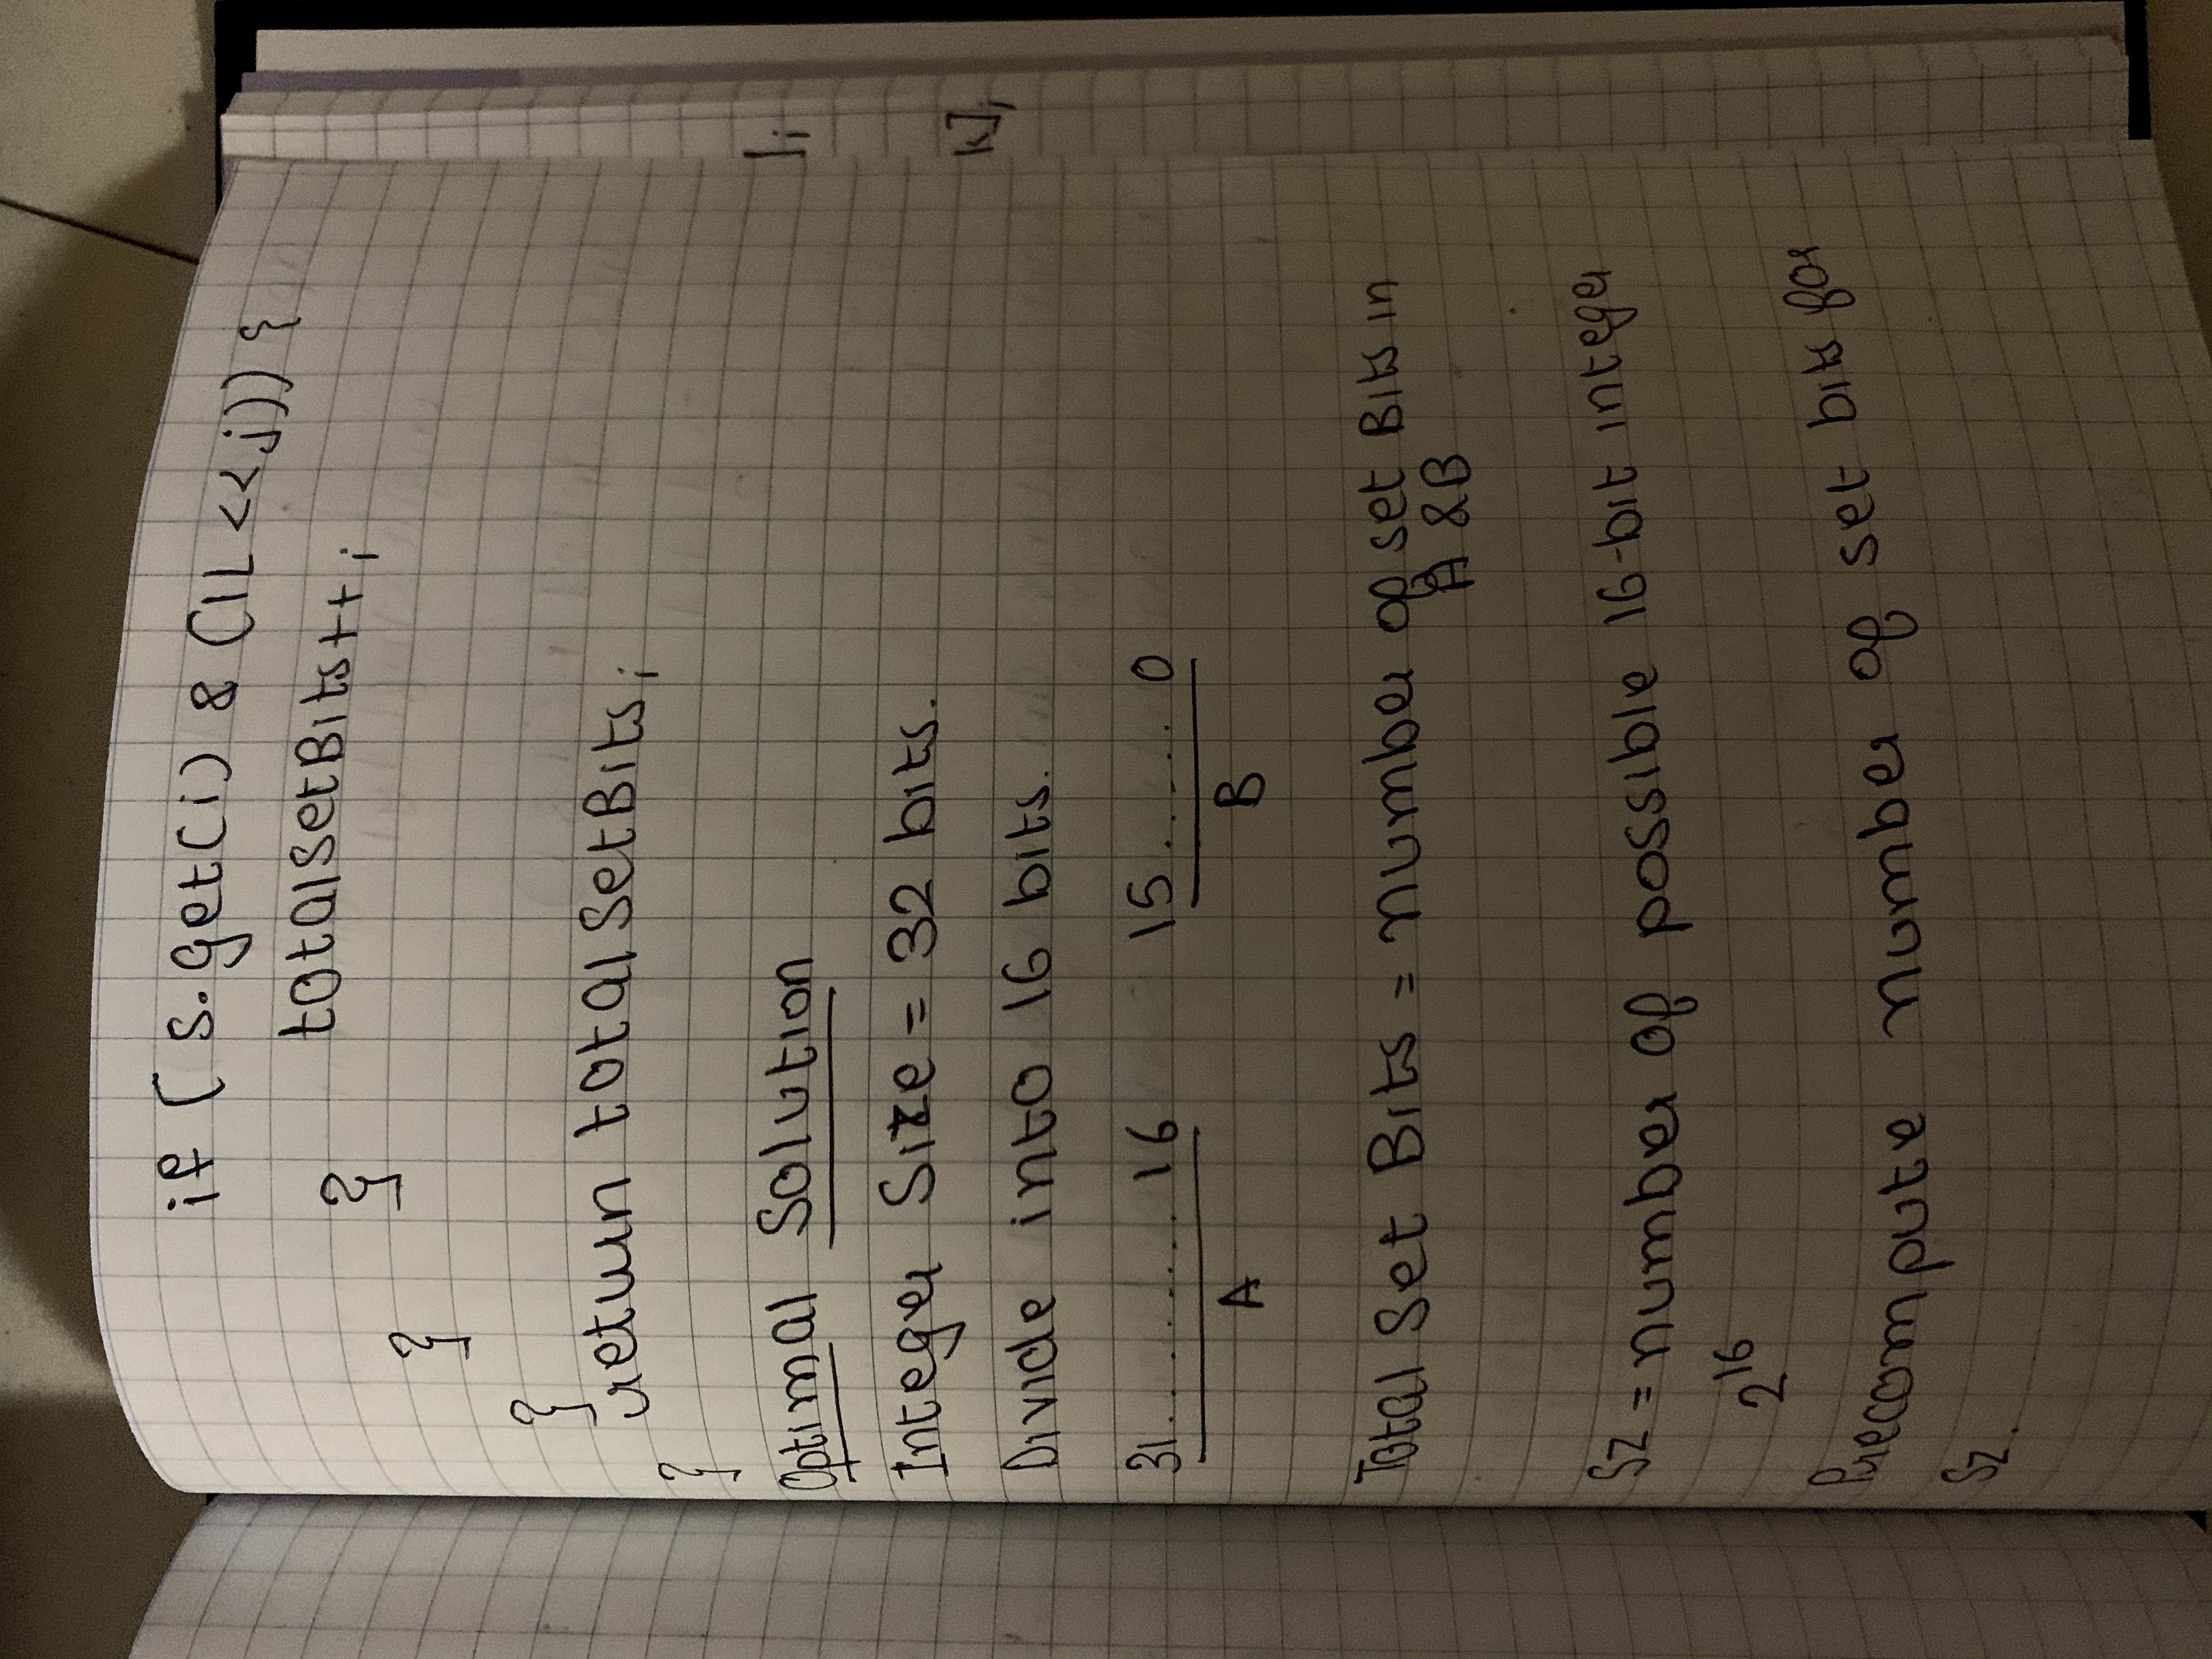 if ( s.get(i) & (1L <<j)) {
totalSetBits++;
}
}
}
return totalSetBits;
}
Optimal Solution
Integer Size = 32 bits.
Divide into 16 bits.
31......... 16 15...... 0
A B
Total Set Bits = number of set Bits in
A &B
Sz = number of possible 16-bit integer
2^16
Precompute number of set bits for
Sz.
];
k];